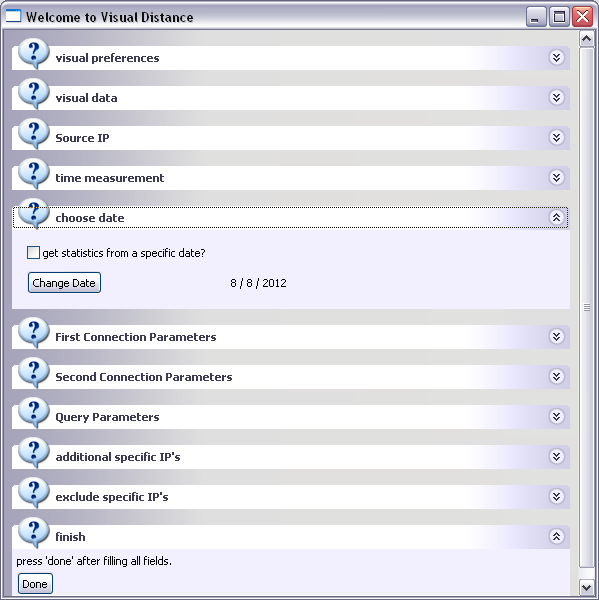 Welcome to Visual Distance
visual preferences
visual data
Source IP
time measurement
choose date
get statistics from a specific date?
Change Date 8 / 8 / 2012
First Connection Parameters
Second Connection Parameters
Query Parameters
additional specific IP's
exclude specific IP's
finish
press 'done' after filling all fields.
Done